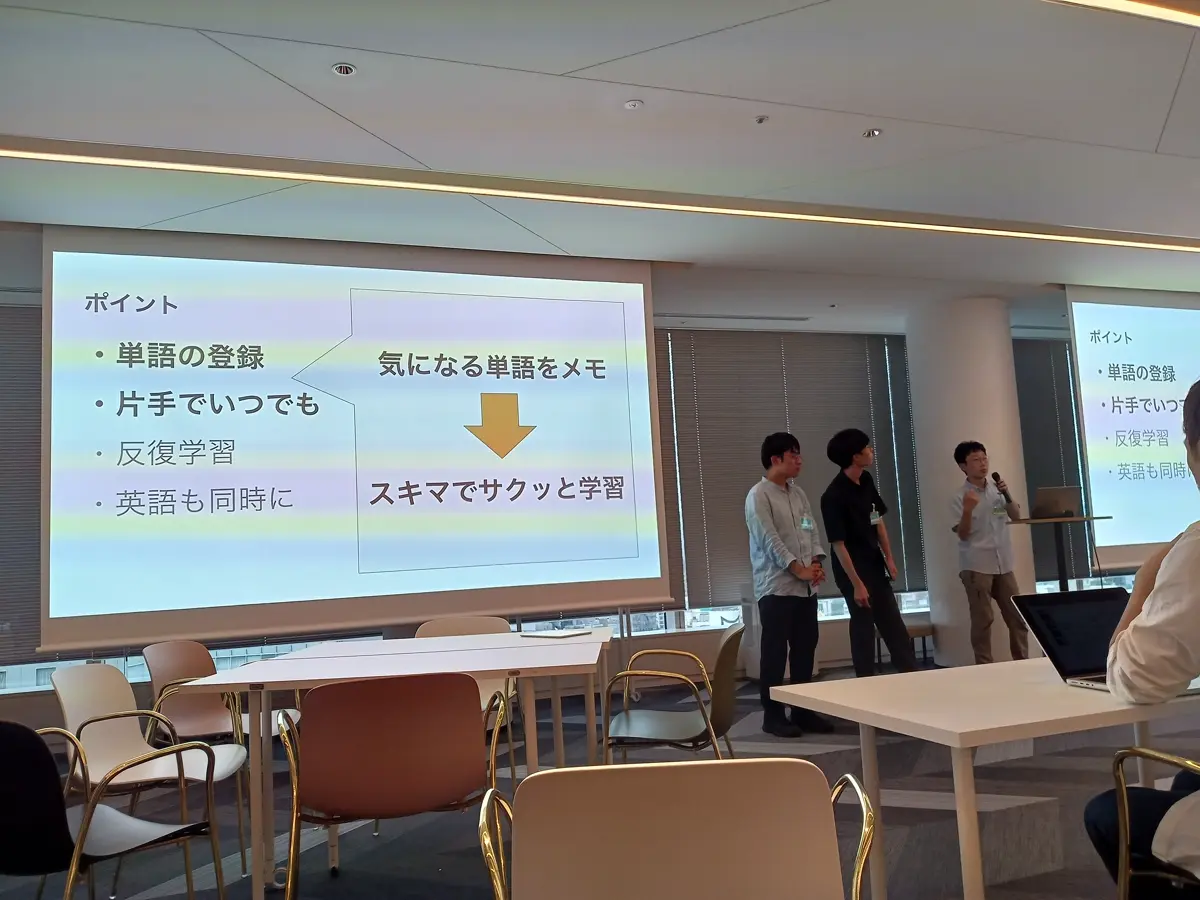 ポイント
・単語の登録
・片手でいつでも
・反復学習
・英語も同時に
気になる単語をメモ
スキマでサクッと学習
ポイント
・単語の登録
・片手でいつ
・反復学習
・英語も同時